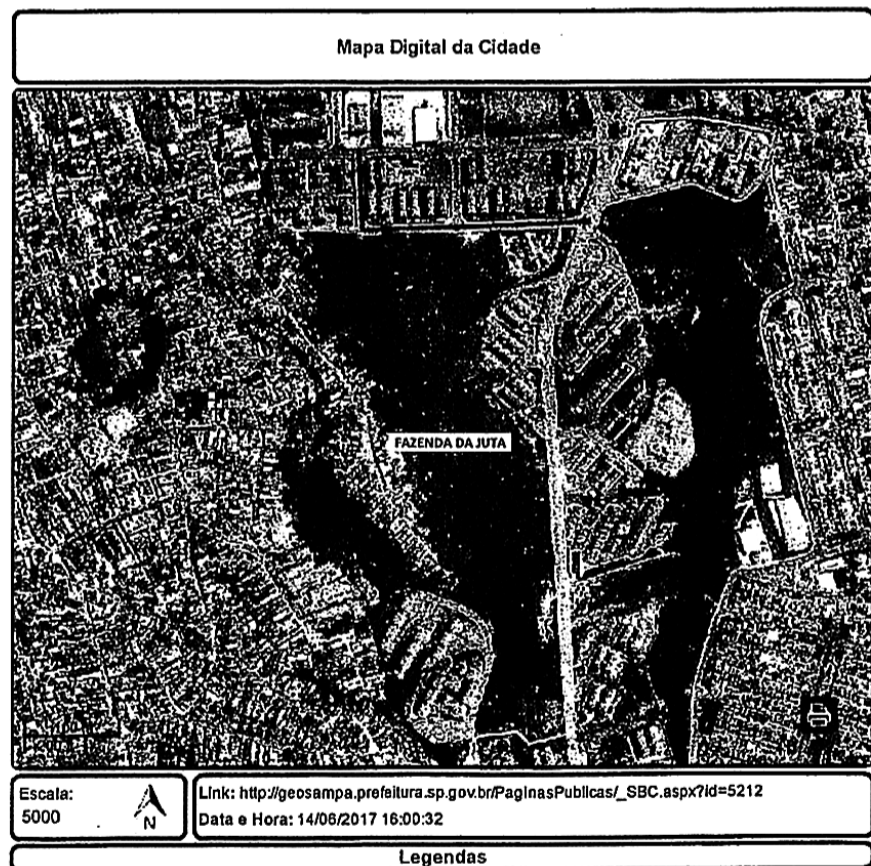 Mapa Digital da Cidade
FAZENDA DA JUTA
Escala:
5000
N
Link: http://geosampa.prefeitura.sp.gov.br/PaginasPublicas/_SBC.aspx?id=5212
Data e Hora: 14/06/2017 16:00:32
Legendas